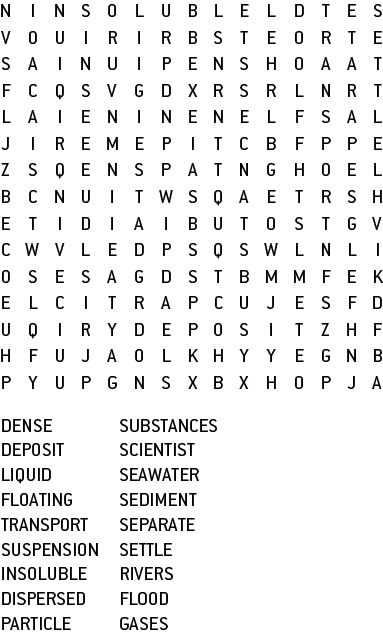 N I N S O L U B L E L D T E S
V O U I R I R B S T E O R T E
S A I N U I P E N S H O A A T
F C Q S V G D X R S R L N R T
L A I E N I N E N E L F S A L
J I R E M E P I T C B F P P E
Z S Q E N S P A T N G H O E L
B C N U I T W S Q A E T R S H
E T I D I A I B U T O S T G V
C W V L E D P S Q S W L N L I
O S E S A G D S T B M M F E K
E L C I T R A P C U J E S F D
U Q I R Y D E P O S I T Z H F
H F U J A O L K H Y Y E G N B
P Y U P G N S X B X H O P J A
DENSE SUBSTANCES
DEPOSIT SCIENTIST
LIQUID SEAWATER
FLOATING SEDIMENT
TRANSPORT SEPARATE
SUSPENSION SETTLE
INSOLUBLE RIVERS
DISPERSED FLOOD
PARTICLE GASES